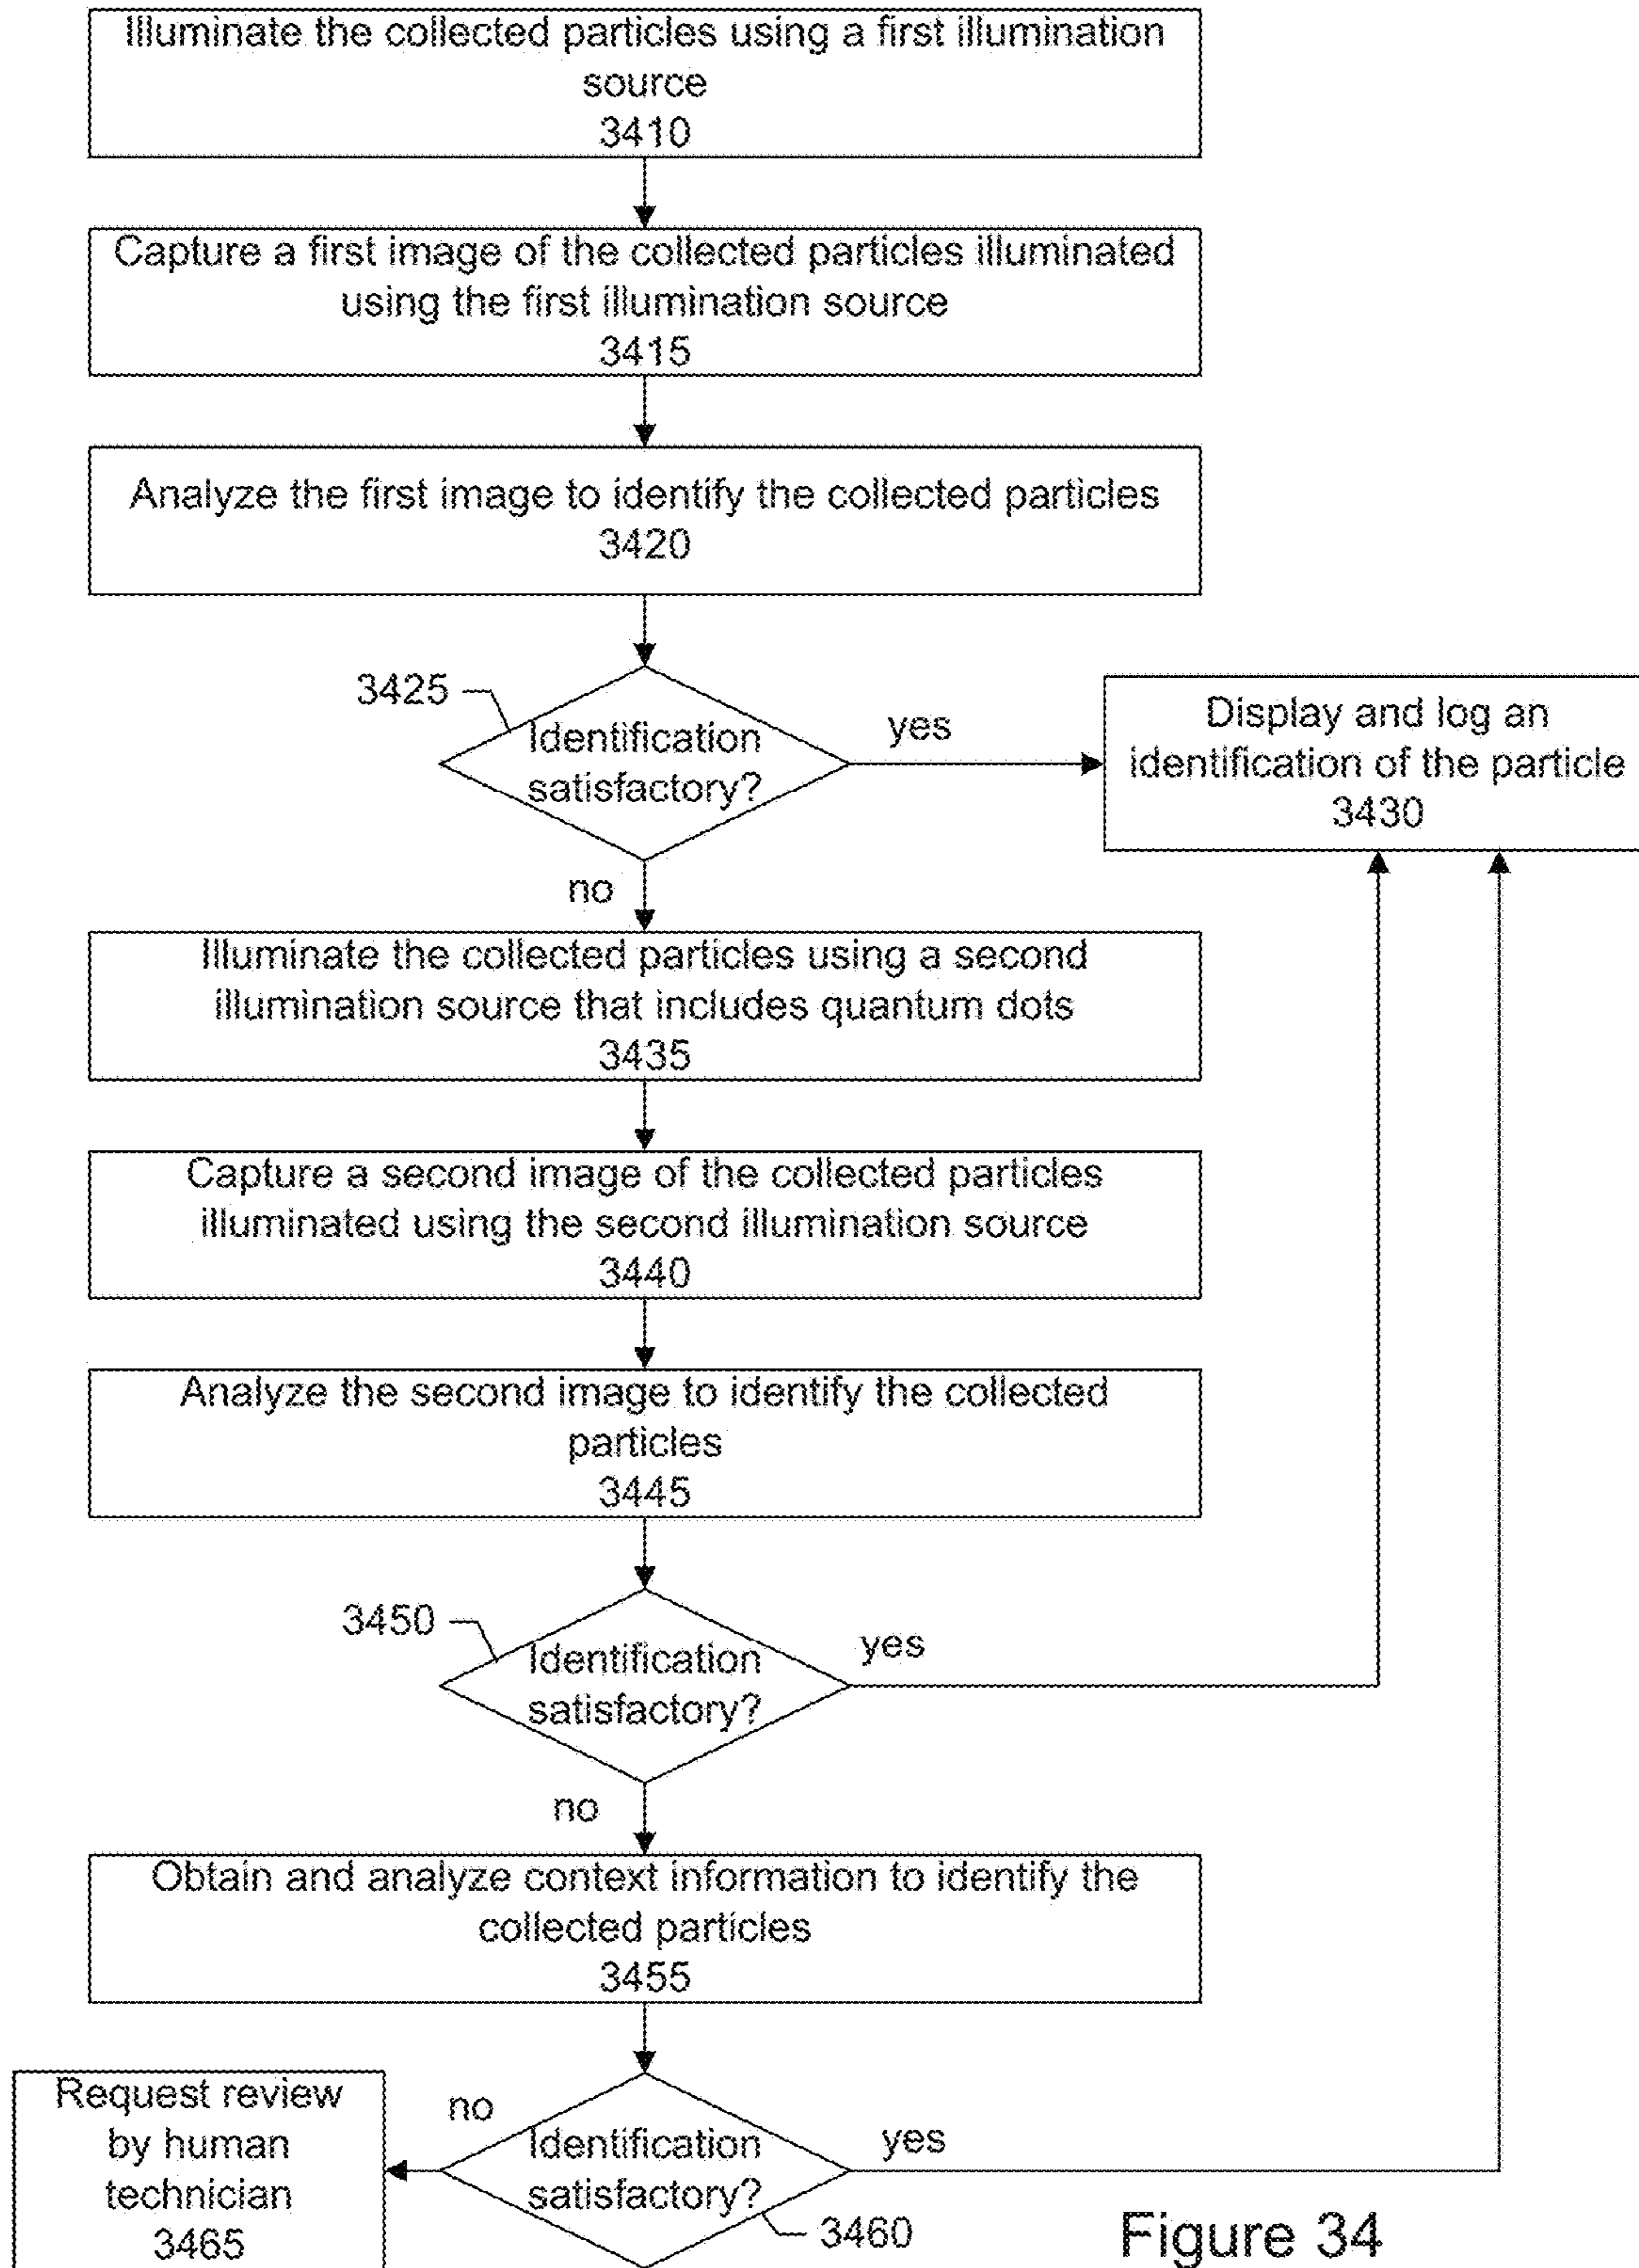 Illuminate the collected particles using a first illumination
source
3410
Capture a first image of the collected particles illuminated
using the first illumination source
3415
Analyze the first image to identify the collected particles
3420
3425
Identification
satisfactory?
yes
Display and log an
identification of the particle
3430
no
Illuminate the collected particles using a second
illumination source that includes quantum dots
3435
Capture a second image of the collected particles
illuminated using the second illumination source
3440
Analyze the second image to identify the collected
particles
3445
3450
Identification
satisfactory?
yes
no
Obtain and analyze context information to identify the
collected particles
3455
Request review
by human
technician
3465
no
Identification
satisfactory?
yes
3460
Figure 34